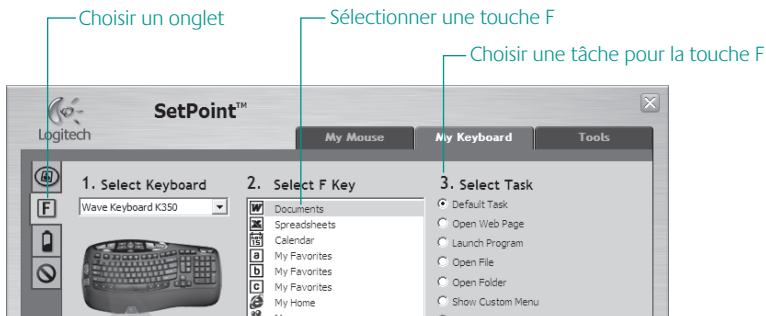 Choisir un onglet
Sélectionner une touche F
Choisir une tâche pour la touche F
Logitech
SetPoint™
My Mouse
My Keyboard
Tools
1. Select Keyboard
Wave Keyboard K350
2. Select F Key
Documents
Spreadsheets
Calendar
My Favorites
My Favorites
My Favorites
My Home
3. Select Task
Default Task
Open Web Page
Launch Program
Open File
Open Folder
Show Custom Menu